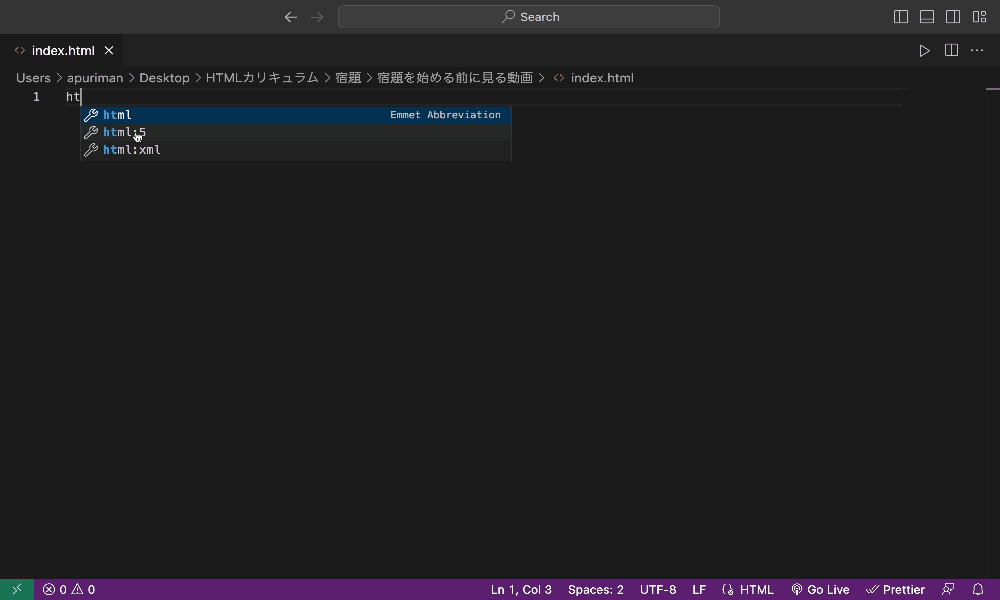 Search
index.html
Users > apuriman > Desktop > HTMLカリキュラム > 宿題 > 宿題を始める前に見る動画 > <> index.html
1 ht
html Emmet Abbreviation
html:5
html:xml
0 0 Ln 1, Col 3 Spaces: 2 UTF-8 LF {} HTML Go Live Prettier